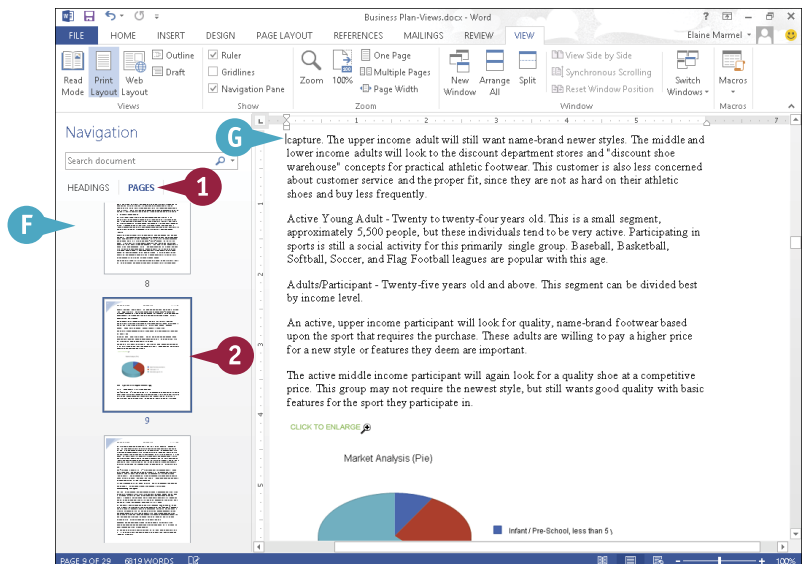 Business Plan-Views.docx - Word
FILE HOME INSERT DESIGN PAGE LAYOUT REFERENCES MAILINGS REVIEW VIEW Elaine Marmel
Read Mode
Print Layout
Web Layout
Outline
Draft
Views
Ruler
Gridlines
Navigation Pane
Show
Zoom
100%
One Page
Multiple Pages
Page Width
Zoom
New Window
Arrange All
Split
View Side by Side
Synchronous Scrolling
Reset Window Position
Window
Switch Windows
Macros
Macros
Navigation
Search document
HEADINGS PAGES
1
F
8
2
9
G
1 2 3 4 5 7
capture. The upper income adult will still want name-brand newer styles. The middle and
lower income adults will look to the discount department stores and "discount shoe
warehouse" concepts for practical athletic footwear. This customer is also less concerned
about customer service and the proper fit, since they are not as hard on their athletic
shoes and buy less frequently.
Active Young Adult - Twenty to twenty-four years old. This is a small segment,
approximately 5,500 people, but these individuals tend to be very active. Participating in
sports is still a social activity for this primarily single group. Baseball, Basketball,
Softball, Soccer, and Flag Football leagues are popular with this age.
Adults/Participant - Twenty-five years old and above. This segment can be divided best
by income level.
An active, upper income participant will look for quality, name-brand footwear based
upon the sport that requires the purchase. These adults are willing to pay a higher price
for a new style or features they deem are important.
The active middle income participant will again look for a quality shoe at a competitive
price. This group may not require the newest style, but still wants good quality with basic
features for the sport they participate in.
CLICK TO ENLARGE
Market Analysis (Pie)
Infant / Pre-School, less than 5 y
PAGE 9 OF 29 6819 WORDS 100%